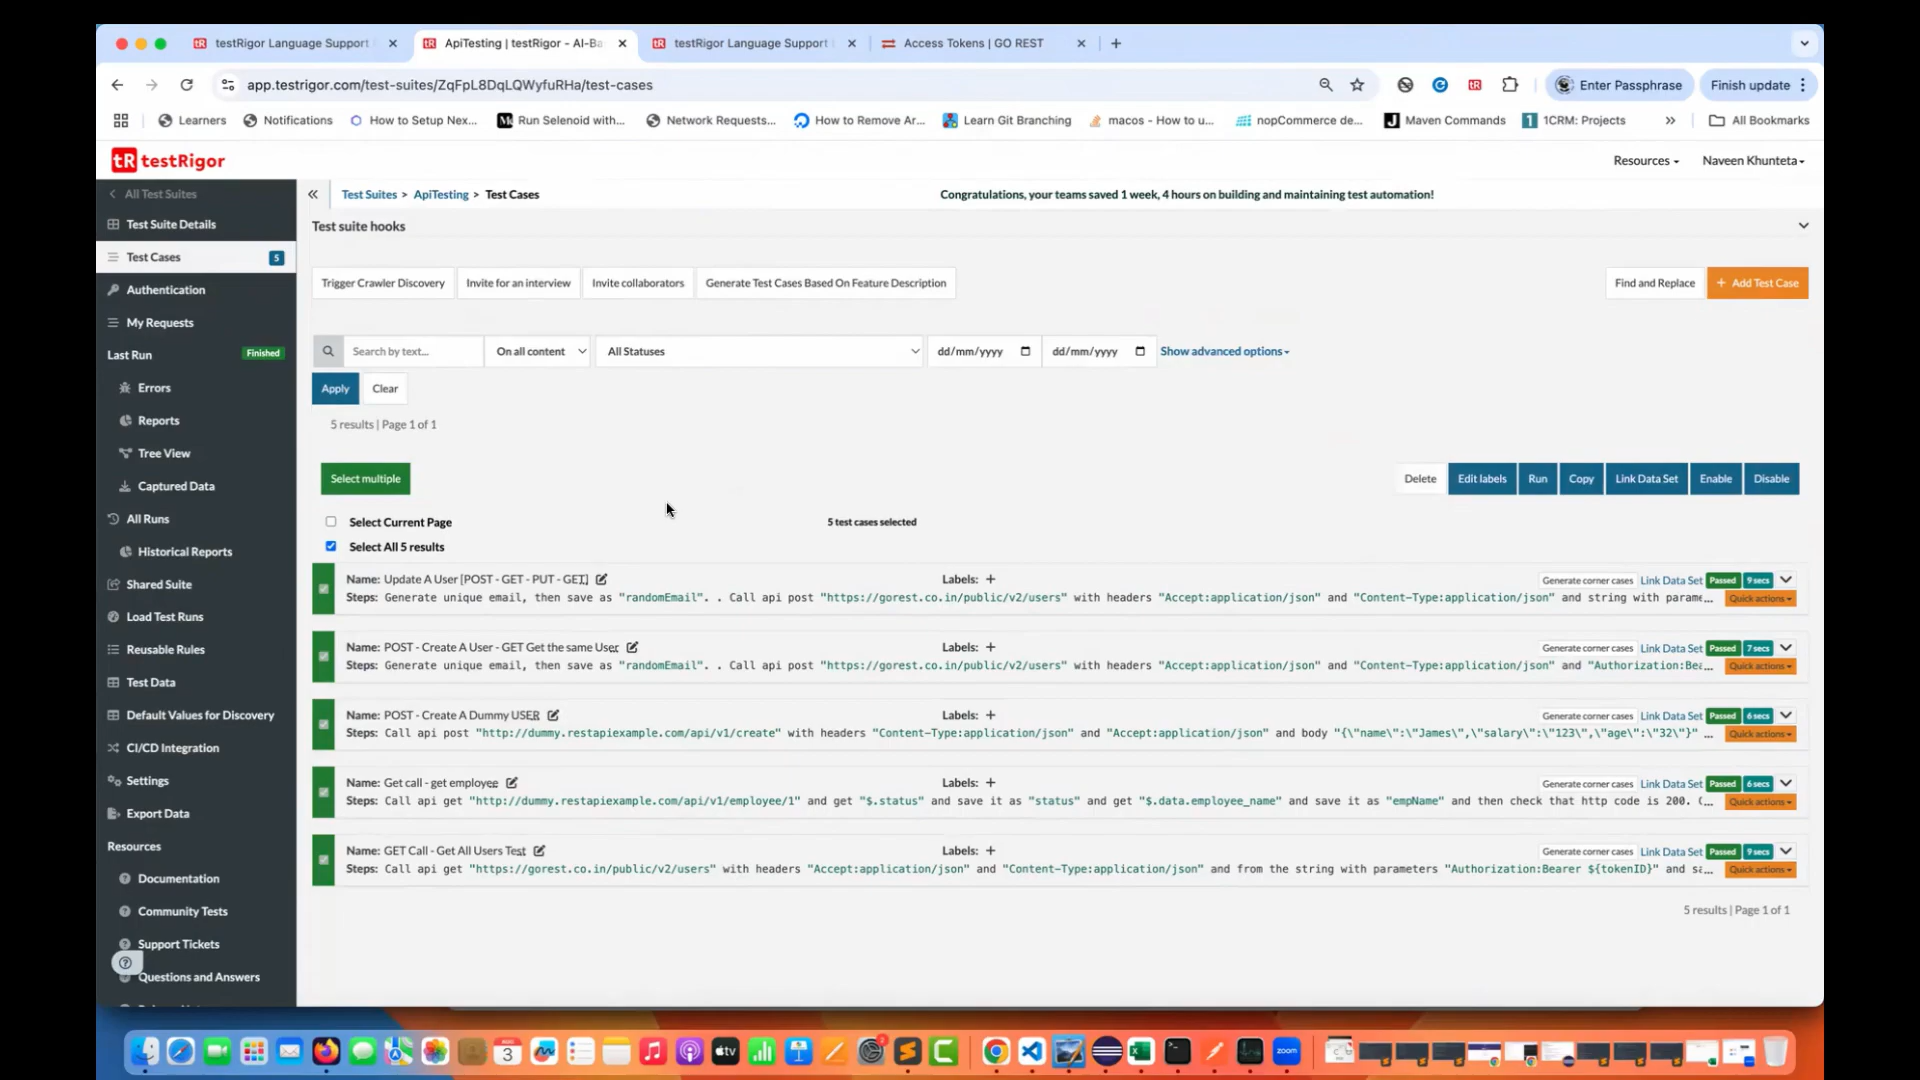 testRigor Language Support
ApiTesting | testRigor - AI-Ba
testRigor Language Support
Access Tokens | GO REST
app.testrigor.com/test-suites/ZqFpL8DqLQWyfuRHa/test-cases
Enter Passphrase
Finish update
Learners
Notifications
How to Setup Nex...
Run Selenoid with...
Network Requests...
How to Remove Ar...
Learn Git Branching
macos - How to u...
nopCommerce de...
Maven Commands
1CRM: Projects
All Bookmarks
tR testRigor
Resources
Naveen Khunteta
All Test Suites
Test Suites > ApiTesting > Test Cases
Congratulations, your teams saved 1 week, 4 hours on building and maintaining test automation!
Test Suite Details
Test Cases 5
Authentication
My Requests
Last Run Finished
Errors
Reports
Tree View
Captured Data
All Runs
Historical Reports
Shared Suite
Load Test Runs
Reusable Rules
Test Data
Default Values for Discovery
CI/CD Integration
Settings
Export Data
Resources
Documentation
Community Tests
Support Tickets
Questions and Answers
Test suite hooks
Trigger Crawler Discovery
Invite for an interview
Invite collaborators
Generate Test Cases Based On Feature Description
Find and Replace
+ Add Test Case
Search by text...
On all content
All Statuses
dd/mm/yyyy
dd/mm/yyyy
Show advanced options
Apply
Clear
5 results | Page 1 of 1
Select multiple
Delete
Edit labels
Run
Copy
Link Data Set
Enable
Disable
Select Current Page
5 test cases selected
Select All 5 results
Name: Update A User [POST - GET - PUT - GET] Labels: + Generate corner cases Link Data Set Passed 9 secs
Steps: Generate unique email, then save as "randomEmail". . Call api post "https://gorest.co.in/public/v2/users" with headers "Accept:application/json" and "Content-Type:application/json" and string with parame... Quick actions
Name: POST - Create A User - GET Get the same User Labels: + Generate corner cases Link Data Set Passed 7 secs
Steps: Generate unique email, then save as "randomEmail". . Call api post "https://gorest.co.in/public/v2/users" with headers "Accept:application/json" and "Content-Type:application/json" and "Authorization:Bea... Quick actions
Name: POST - Create A Dummy USER Labels: + Generate corner cases Link Data Set Passed 6 secs
Steps: Call api post "http://dummy.restapiexample.com/api/v1/create" with headers "Content-Type:application/json" and "Accept:application/json" and body "{\"name\":\"James\",\"salary\":\"123\",\"age\":\"32\"}" ... Quick actions
Name: Get call - get employee Labels: + Generate corner cases Link Data Set Passed 6 secs
Steps: Call api get "http://dummy.restapiexample.com/api/v1/employee/1" and get "$.status" and save it as "status" and get "$.data.employee_name" and save it as "empName" and then check that http code is 200. (... Quick actions
Name: GET Call - Get All Users Test Labels: + Generate corner cases Link Data Set Passed 9 secs
Steps: Call api get "https://gorest.co.in/public/v2/users" with headers "Accept:application/json" and "Content-Type:application/json" and from the string with parameters "Authorization:Bearer ${tokenID}" and sa... Quick actions
5 results | Page 1 of 1
3
tv
zoom